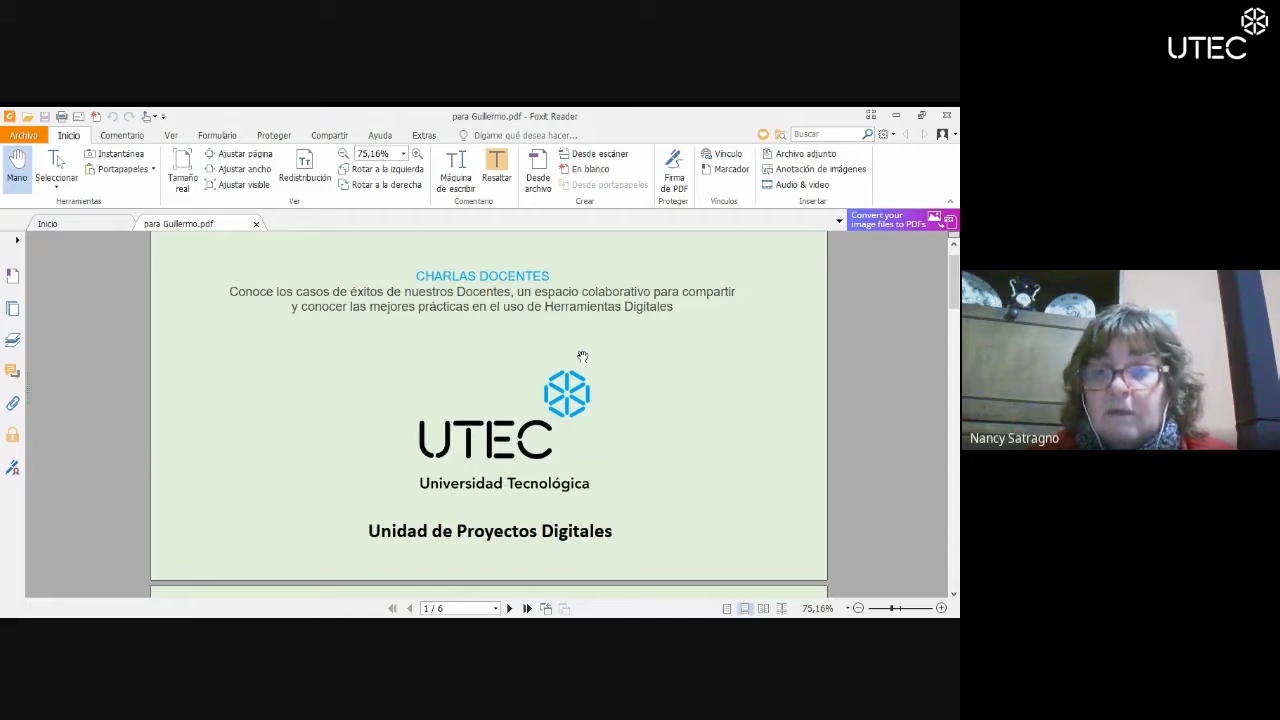 UTEC
para Guillermo.pdf - Foxit Reader
Archivo Inicio Comentario Ver Formulario Proteger Compartir Ayuda Extras Dígame qué desea hacer... Buscar
Mano
Seleccionar
Instantánea
Portapapeles
Herramientas
Tamaño real
Ajustar página
Ajustar ancho
Ajustar visible
Redistribución
75,16%
Rotar a la izquierda
Rotar a la derecha
Ver
Máquina de escribir
Resaltar
Comentario
Desde archivo
Desde escáner
En blanco
Desde portapapeles
Crear
Firma de PDF
Proteger
Vínculo
Marcador
Vínculos
Archivo adjunto
Anotación de imágenes
Audio & video
Insertar
Inicio
para Guillermo.pdf
Convert your
image files to PDFs
CHARLAS DOCENTES
Conoce los casos de éxitos de nuestros Docentes, un espacio colaborativo para compartir
y conocer las mejores prácticas en el uso de Herramientas Digitales
UTEC
Universidad Tecnológica
Unidad de Proyectos Digitales
Nancy Satragno
1 / 6
75,16%